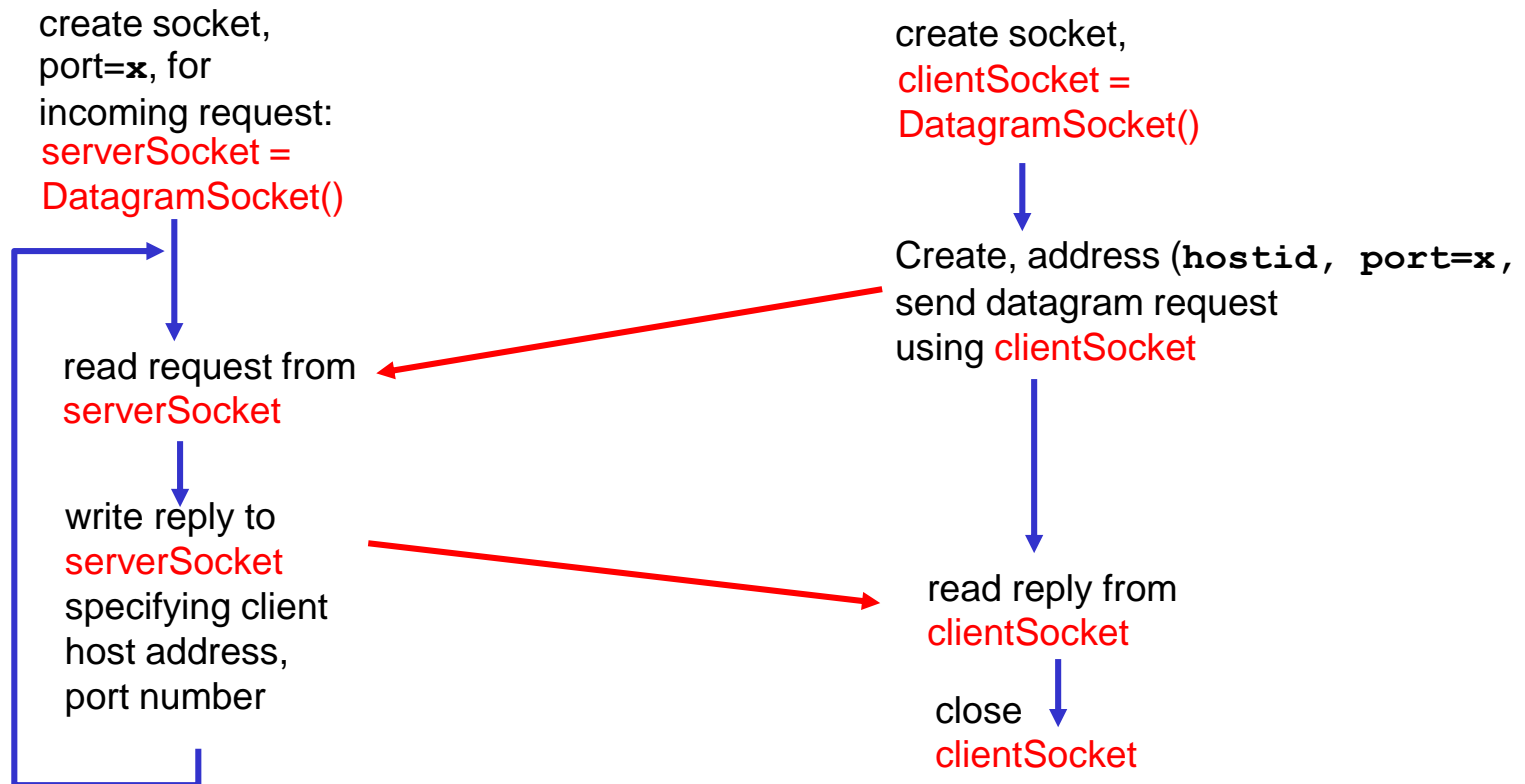 create socket,
port=x, for
incoming request:
serverSocket =
DatagramSocket()
read request from
serverSocket
write reply to
serverSocket
specifying client
host address,
port number
create socket,
clientSocket =
DatagramSocket()
Create, address (hostid, port=x,
send datagram request
using clientSocket
read reply from
clientSocket
close
clientSocket